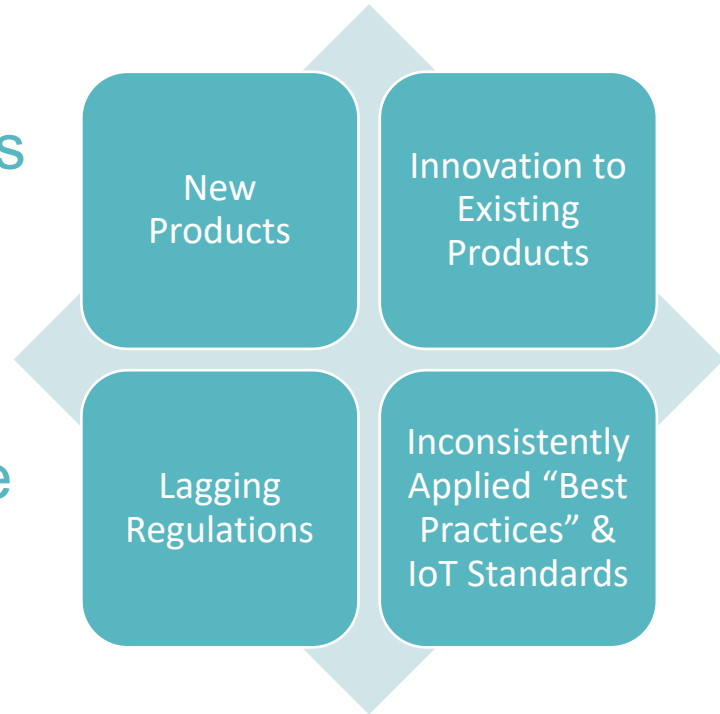 New
Products
Innovation to
Existing
Products
Lagging
Regulations
Inconsistently
Applied “Best
Practices” &
IoT Standards